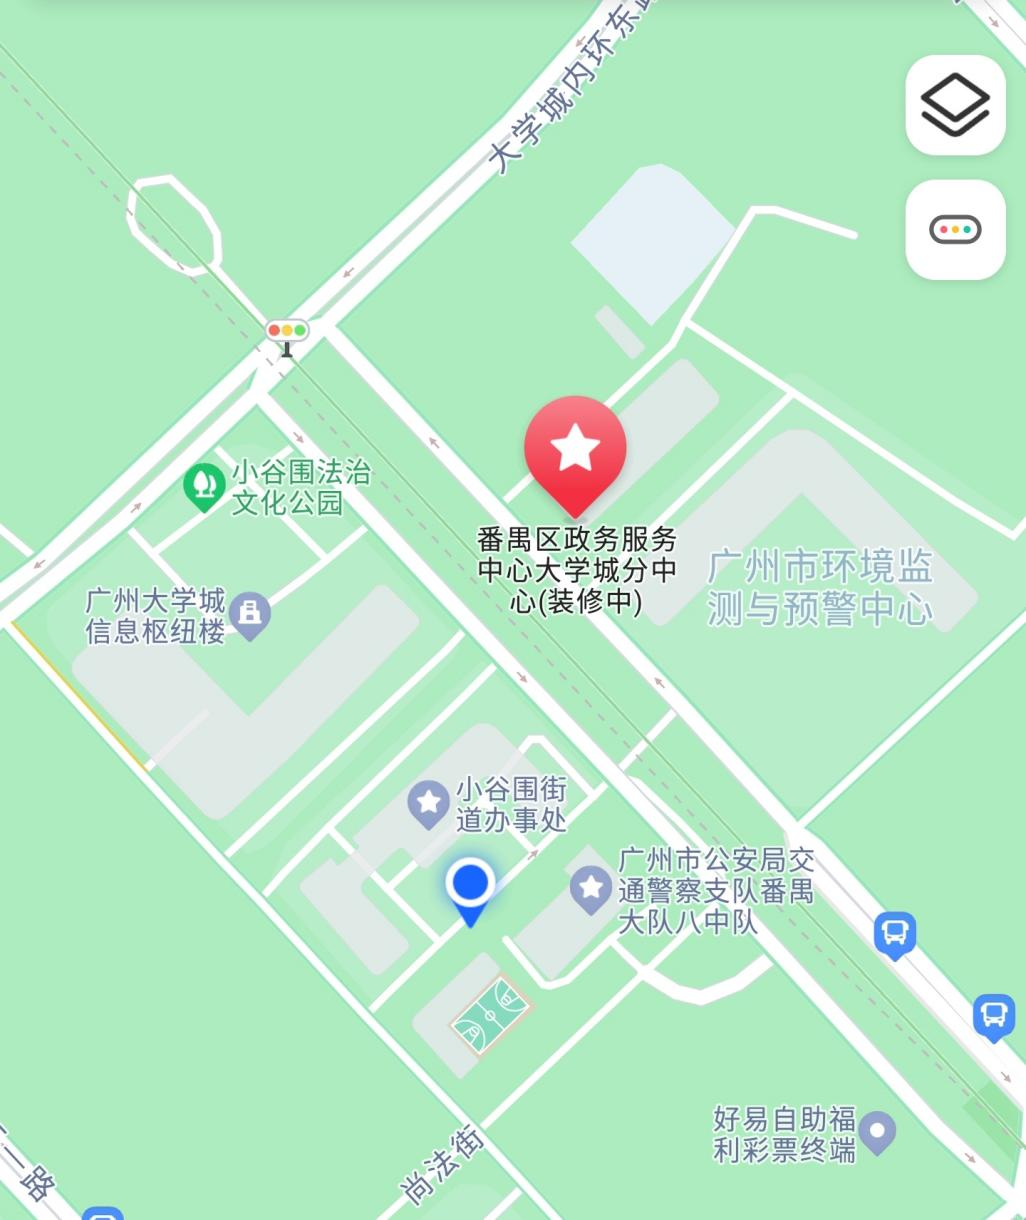 大学城内环东路
小谷围法治
文化公园
番禺区政务服务
中心大学城分中
心(装修中)
广州市环境监
测与预警中心
广州大学城
信息枢纽楼
小谷围街
道办事处
广州市公安局交
通警察支队番禺
大队八中队
好易自助福
利彩票终端
尚法街
二路